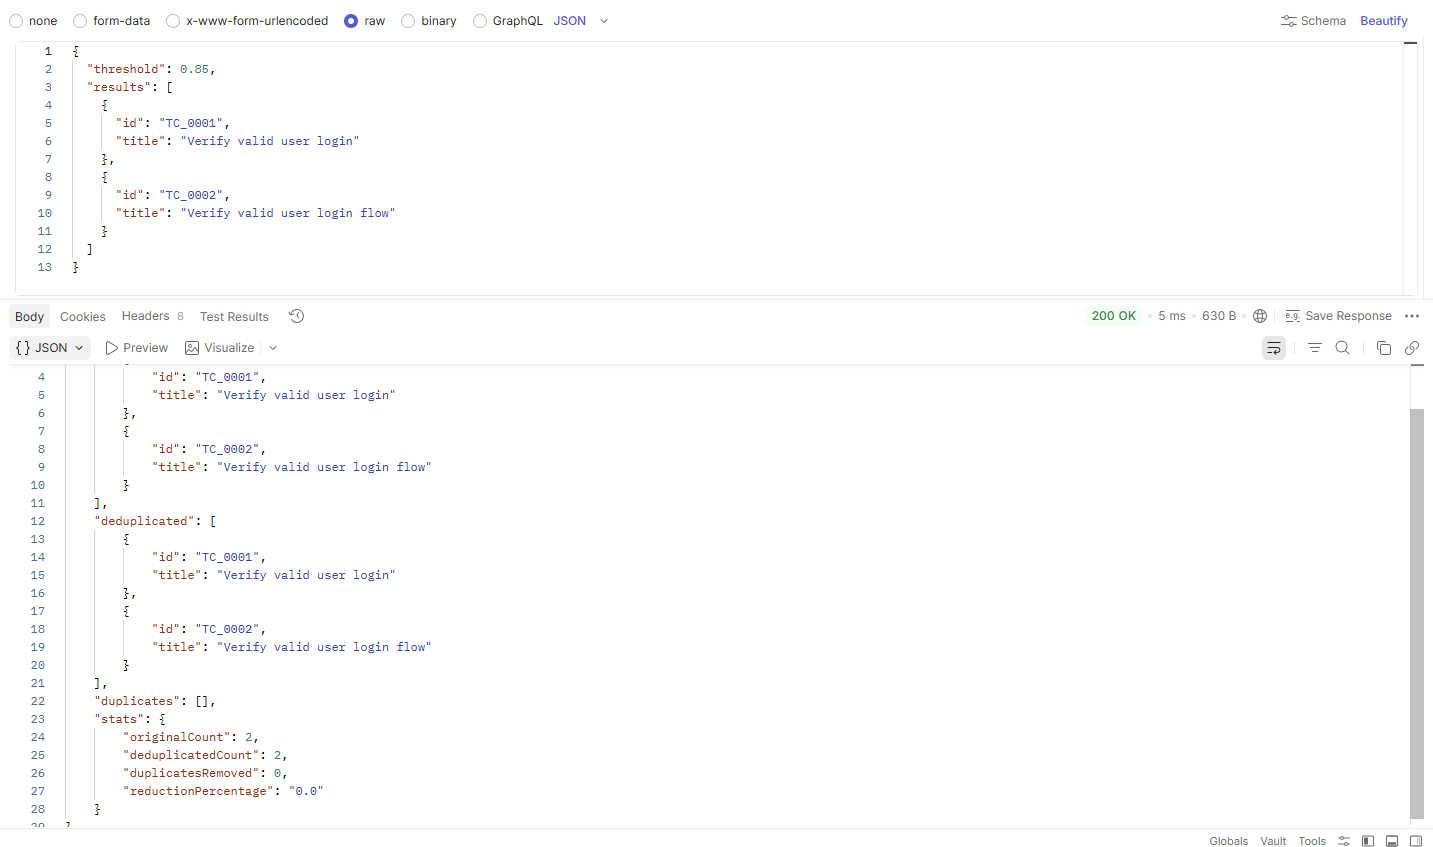 none form-data x-www-form-urlencoded raw binary GraphQL JSON Schema Beautify
1 {
2 "threshold": 0.85,
3 "results": [
4 {
5 "id": "TC_0001",
6 "title": "Verify valid user login"
7 },
8 {
9 "id": "TC_0002",
10 "title": "Verify valid user login flow"
11 }
12 ]
13 }
Body Cookies Headers 8 Test Results 200 OK • 5 ms • 630 B • e.g. Save Response
{} JSON Preview Visualize
4 "id": "TC_0001",
5 "title": "Verify valid user login"
6 },
7 {
8 "id": "TC_0002",
9 "title": "Verify valid user login flow"
10 }
11 ],
12 "deduplicated": [
13 {
14 "id": "TC_0001",
15 "title": "Verify valid user login"
16 },
17 {
18 "id": "TC_0002",
19 "title": "Verify valid user login flow"
20 }
21 ],
22 "duplicates": [],
23 "stats": {
24 "originalCount": 2,
25 "deduplicatedCount": 2,
26 "duplicatesRemoved": 0,
27 "reductionPercentage": "0.0"
28 }
29 }
Globals Vault Tools